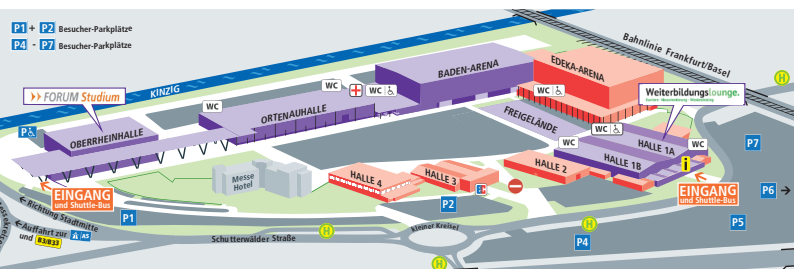 P1 + P2 Besucher-Parkplätze
P4 - P7 Besucher-Parkplätze
KINZIG
Bahnlinie Frankfurt/Basel
BADEN-ARENA
EDEKA-ARENA
H
FORUM Studium
WC
WC
WC
WC
Weiterbildungslounge.
ORTENAUHALLE
FREIGELÄNDE
P
OBERRHEINHALLE
WC
WC
HALLE 1A
WC
P7
HALLE 1B
i
Messe
Hotel
HALLE 4
HALLE 3
HALLE 2
EINGANG
und Shuttle-Bus
EINGANG
und Shuttle-Bus
P6
Richtung Stadtmitte
P1
P2
P5
Auffahrt zur A5
und B3/B33
Schutterwälder Straße
H
kleiner Kreisel
H
P4
H